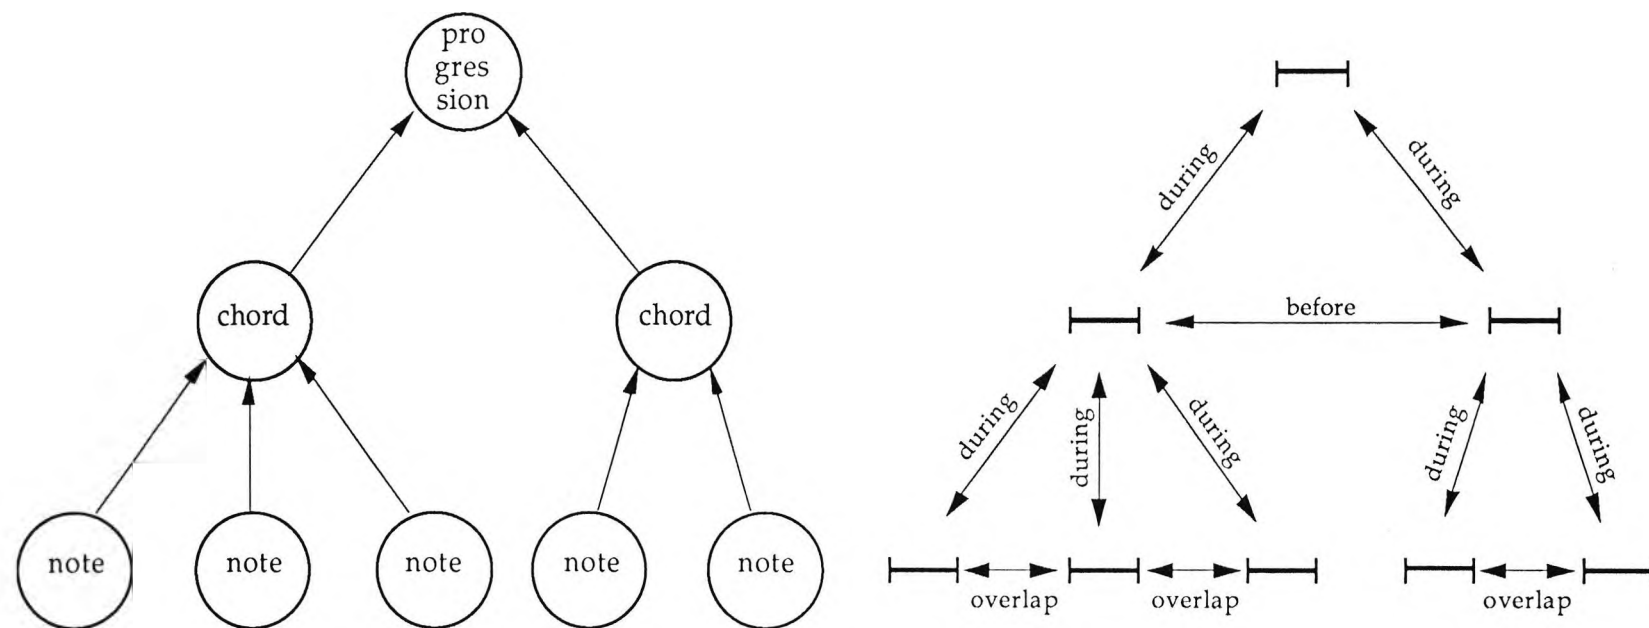 pro
gres
sion
during
during
chord
chord
before
during
during
during
during
during
note
note
note
note
note
overlap
overlap
overlap